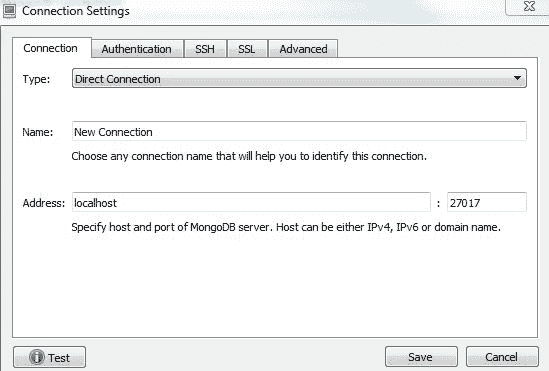 Connection Settings
Connection Authentication SSH SSL Advanced
Type: Direct Connection
Name: New Connection
Choose any connection name that will help you to identify this connection.
Address: localhost : 27017
Specify host and port of MongoDB server. Host can be either IPv4, IPv6 or domain name.
Test Save Cancel